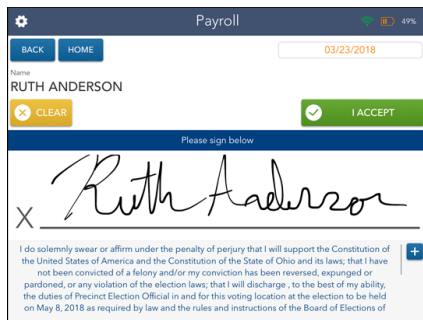 Payroll
49%
BACK
HOME
03/23/2018
Name
RUTH ANDERSON
CLEAR
I ACCEPT
Please sign below
X Ruth Anderson
I do solemnly swear or affirm under the penalty of perjury that I will support the Constitution of
the United States of America and the Constitution of the State of Ohio and its laws; that I have
not been convicted of a felony and/or my conviction has been reversed, expunged or
pardoned, or any violation of the election laws; that I will discharge , to the best of my ability,
the duties of Precinct Election Official in and for this voting location at the election to be held
on May 8, 2018 as required by law and the rules and instructions of the Board of Elections of